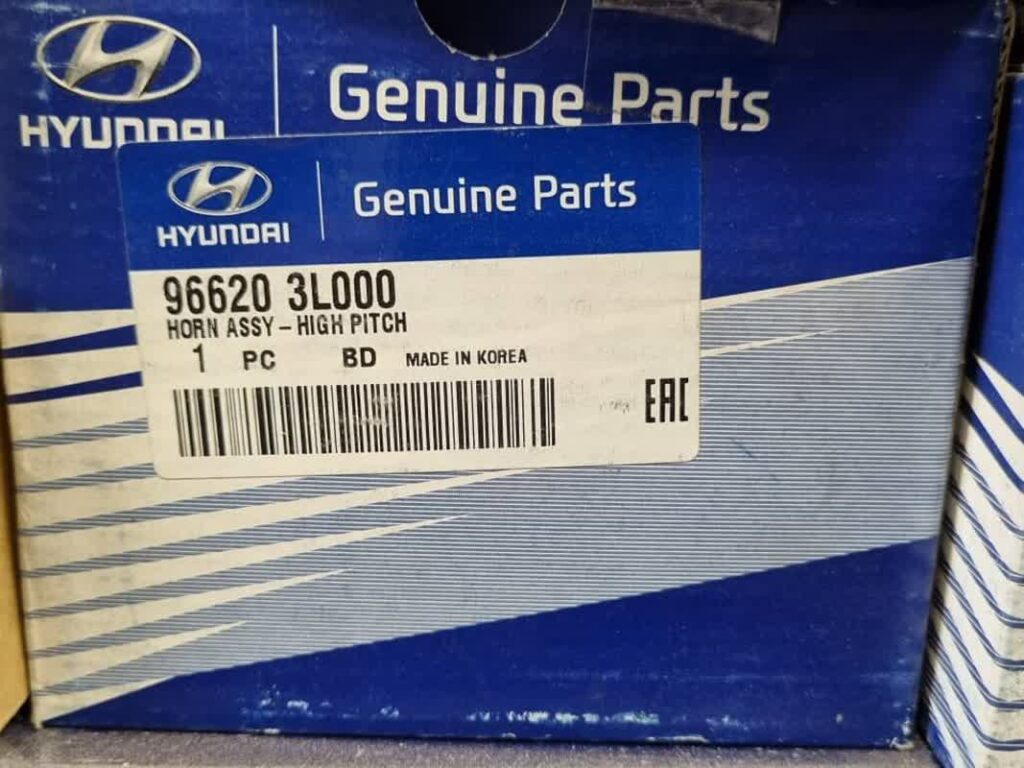 HYUNDAI
Genuine Parts
HYUNDAI
Genuine Parts
96620 3L000
HORN ASSY - HIGH PITCH
1 PC BD MADE IN KOREA
EAC